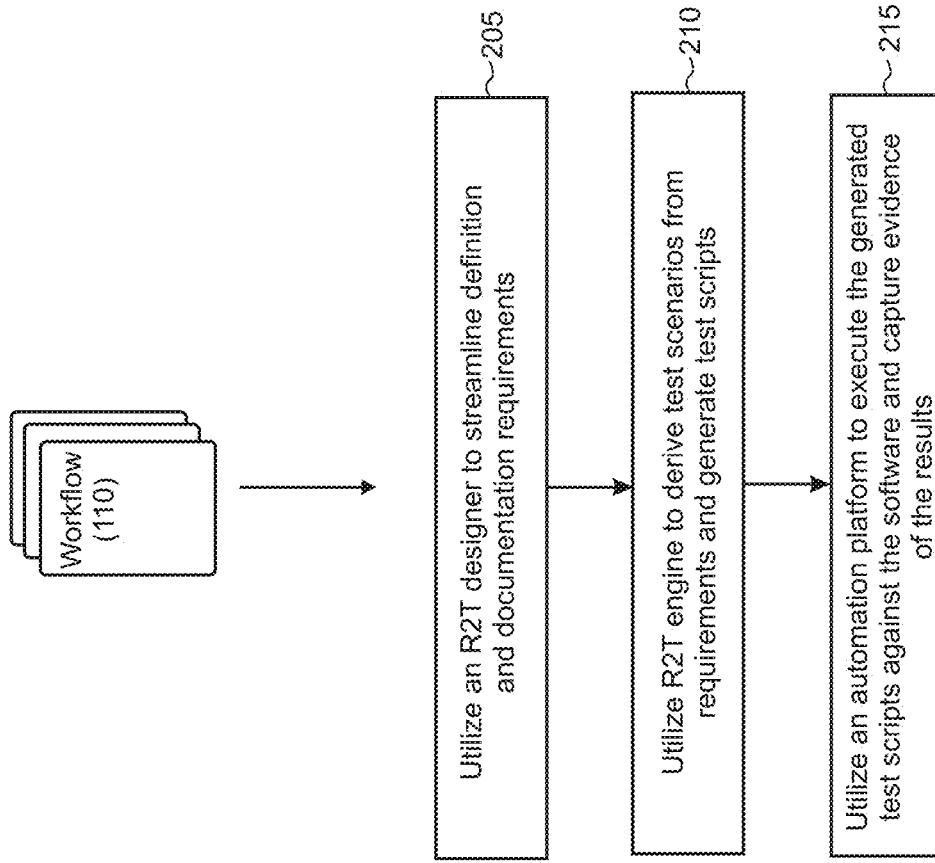 Workflow
(110)
Utilize an R2T designer to streamline definition
and documentation requirements
205
Utilize R2T engine to derive test scenarios from
requirements and generate test scripts
210
Utilize an automation platform to execute the generated
test scripts against the software and capture evidence
of the results
215